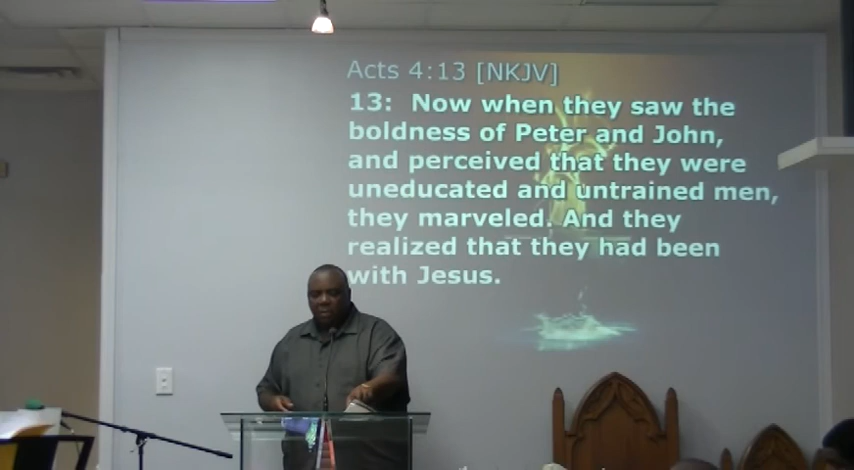 Acts 4:13 [NKJV]
13: Now when they saw the
boldness of Peter and John,
and perceived that they were
uneducated and untrained men,
they marveled. And they
realized that they had been
with Jesus.